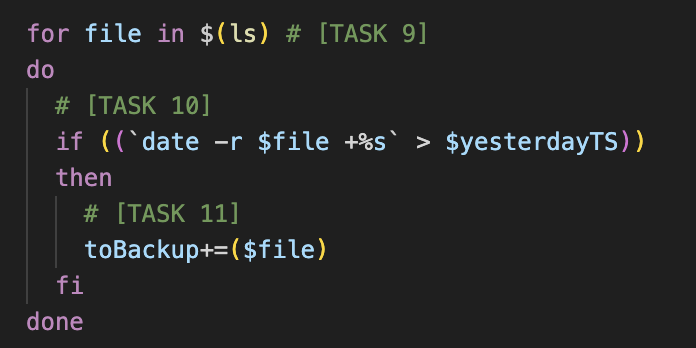 for file in $(ls) # [TASK 9]
do
  # [TASK 10]
  if ((`date -r $file +%s` > $yesterdayTS))
  then
    # [TASK 11]
    toBackup+=($file)
  fi
done